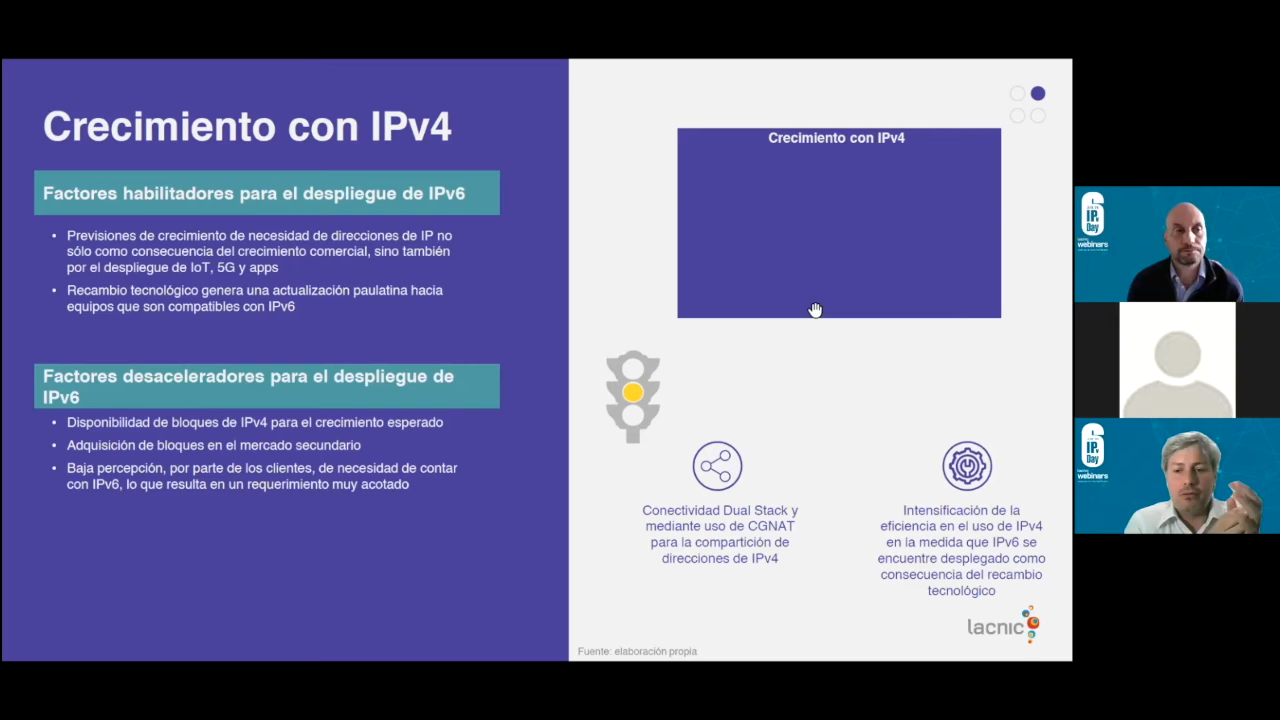 Crecimiento con IPv4
Factores habilitadores para el despliegue de IPv6
• Previsiones de crecimiento de necesidad de direcciones de IP no
sólo como consecuencia del crecimiento comercial, sino también
por el despliegue de IoT, 5G y apps
• Recambio tecnológico genera una actualización paulatina hacia
equipos que son compatibles con IPv6
Factores desaceleradores para el despliegue de
IPv6
• Disponibilidad de bloques de IPv4 para el crecimiento esperado
• Adquisición de bloques en el mercado secundario
• Baja percepción, por parte de los clientes, de necesidad de contar
con IPv6, lo que resulta en un requerimiento muy acotado
Crecimiento con IPv4
Conectividad Dual Stack y
mediante uso de CGNAT
para la compartición de
direcciones de IPv4
Intensificación de la
eficiencia en el uso de IPv4
en la medida que IPv6 se
encuentre desplegado como
consecuencia del recambio
tecnológico
lacnic
Fuente: elaboración propia
6
IPv6
Day
webinars
6
IPv6
Day
webinars